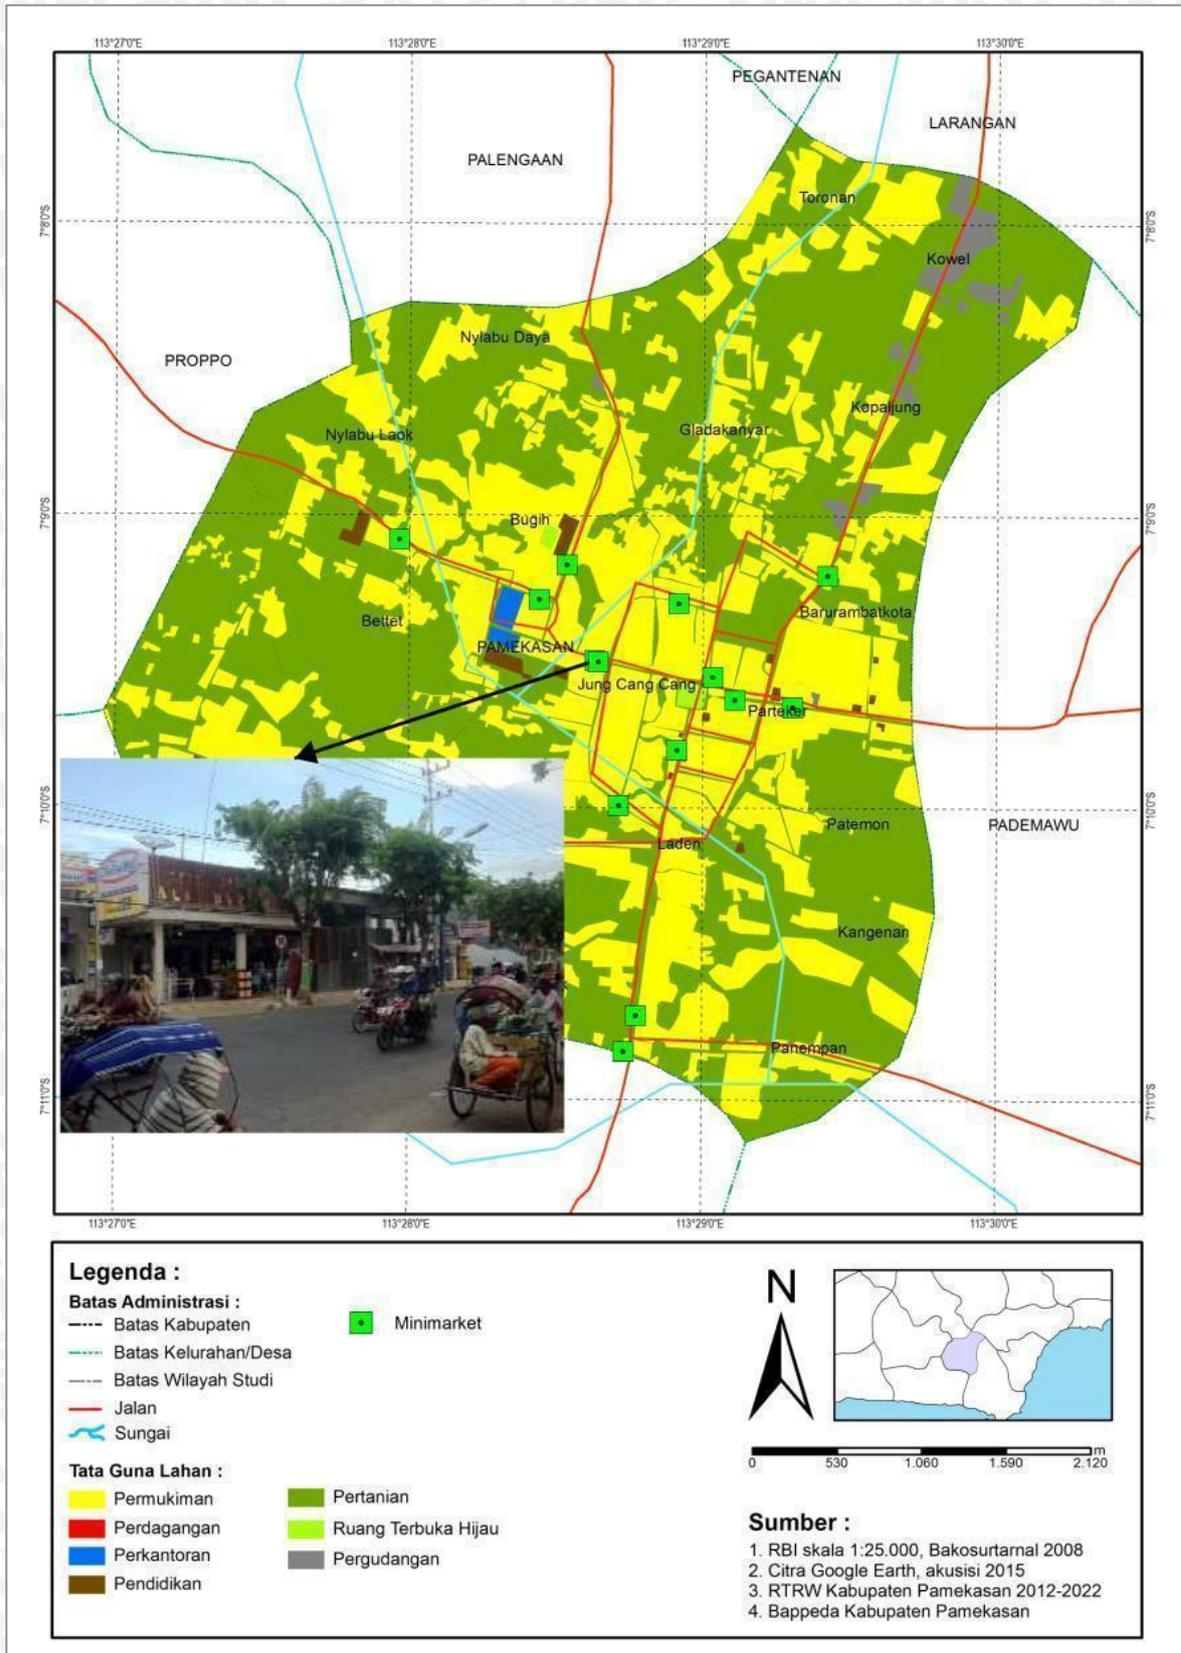 113°27'0"E
113°28'0"E
113°29'0"E
113°30'0"E
PEGANTENAN
LARANGAN
PALENGAAN
Toronan
7°8'0"S
7°8'0"S
Kowel
Nylabu Daya
PROPPO
Kopaljung
Nylabu Laok
Gladakanyar
7°9'0"S
7°9'0"S
Bugih
Barurambatkota
Bettet
PAMEKASAN
Jung Cang Cang
Parteker
7°10'0"S
7°10'0"S
Patemon
PADEMAWU
Laden
Kangenan
Panempan
7°11'0"S
7°11'0"S
113°27'0"E
113°28'0"E
113°29'0"E
113°30'0"E
Legenda :
Batas Administrasi :
Batas Kabupaten
Batas Kelurahan/Desa
Batas Wilayah Studi
Jalan
Sungai
Minimarket
Tata Guna Lahan :
Permukiman
Perdagangan
Perkantoran
Pendidikan
Pertanian
Ruang Terbuka Hijau
Pergudangan
N
m
0 530 1.060 1.590 2.120
Sumber :
1. RBI skala 1:25.000, Bakosurtarnal 2008
2. Citra Google Earth, akusisi 2015
3. RTRW Kabupaten Pamekasan 2012-2022
4. Bappeda Kabupaten Pamekasan